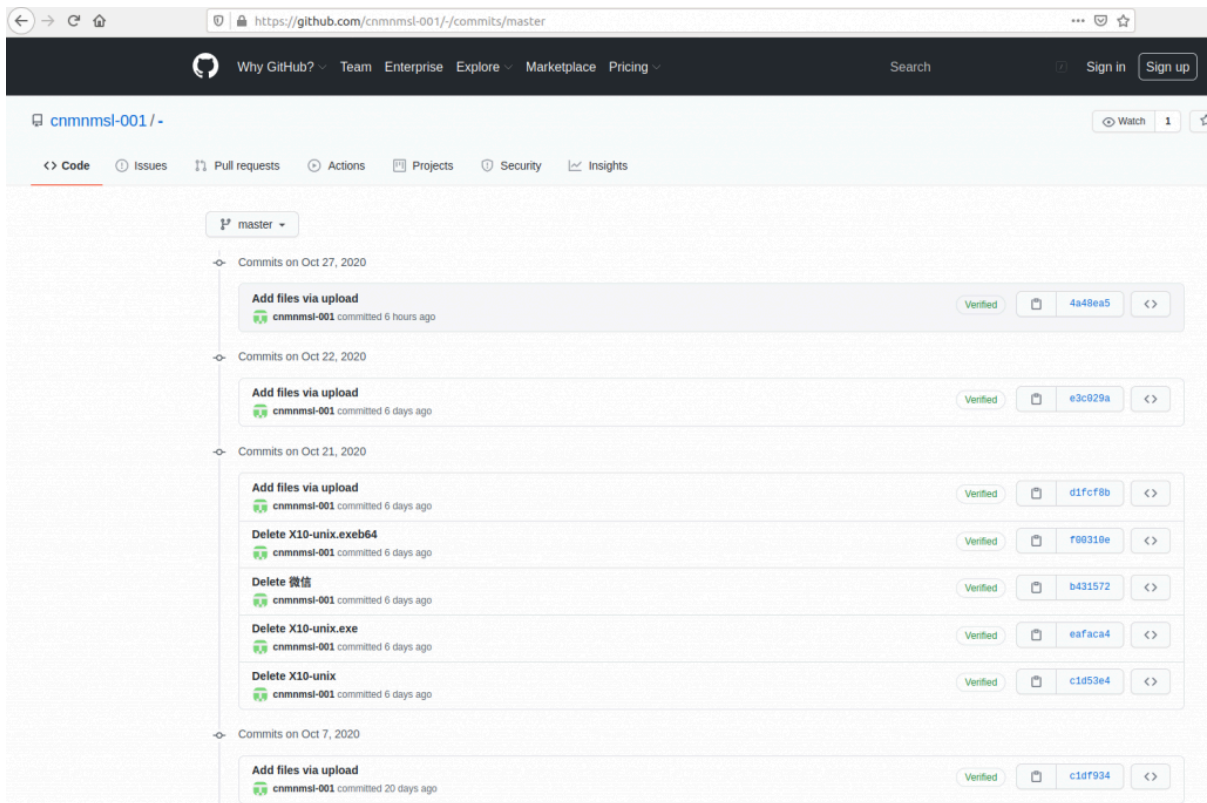 https://github.com/cnmnmsl-001/-/commits/master
Why GitHub? Team Enterprise Explore Marketplace Pricing Search / Sign in Sign up
cnmnmsl-001 / - Watch 1
Code Issues Pull requests Actions Projects Security Insights
master
Commits on Oct 27, 2020
Add files via upload
cnmnmsl-001 committed 6 hours ago Verified 4a48ea5
Commits on Oct 22, 2020
Add files via upload
cnmnmsl-001 committed 6 days ago Verified e3c029a
Commits on Oct 21, 2020
Add files via upload
cnmnmsl-001 committed 6 days ago Verified d1fcf8b
Delete X10-unix.exeb64
cnmnmsl-001 committed 6 days ago Verified f00310e
Delete 微信
cnmnmsl-001 committed 6 days ago Verified b431572
Delete X10-unix.exe
cnmnmsl-001 committed 6 days ago Verified eafaca4
Delete X10-unix
cnmnmsl-001 committed 6 days ago Verified c1d53e4
Commits on Oct 7, 2020
Add files via upload
cnmnmsl-001 committed 20 days ago Verified c1df934